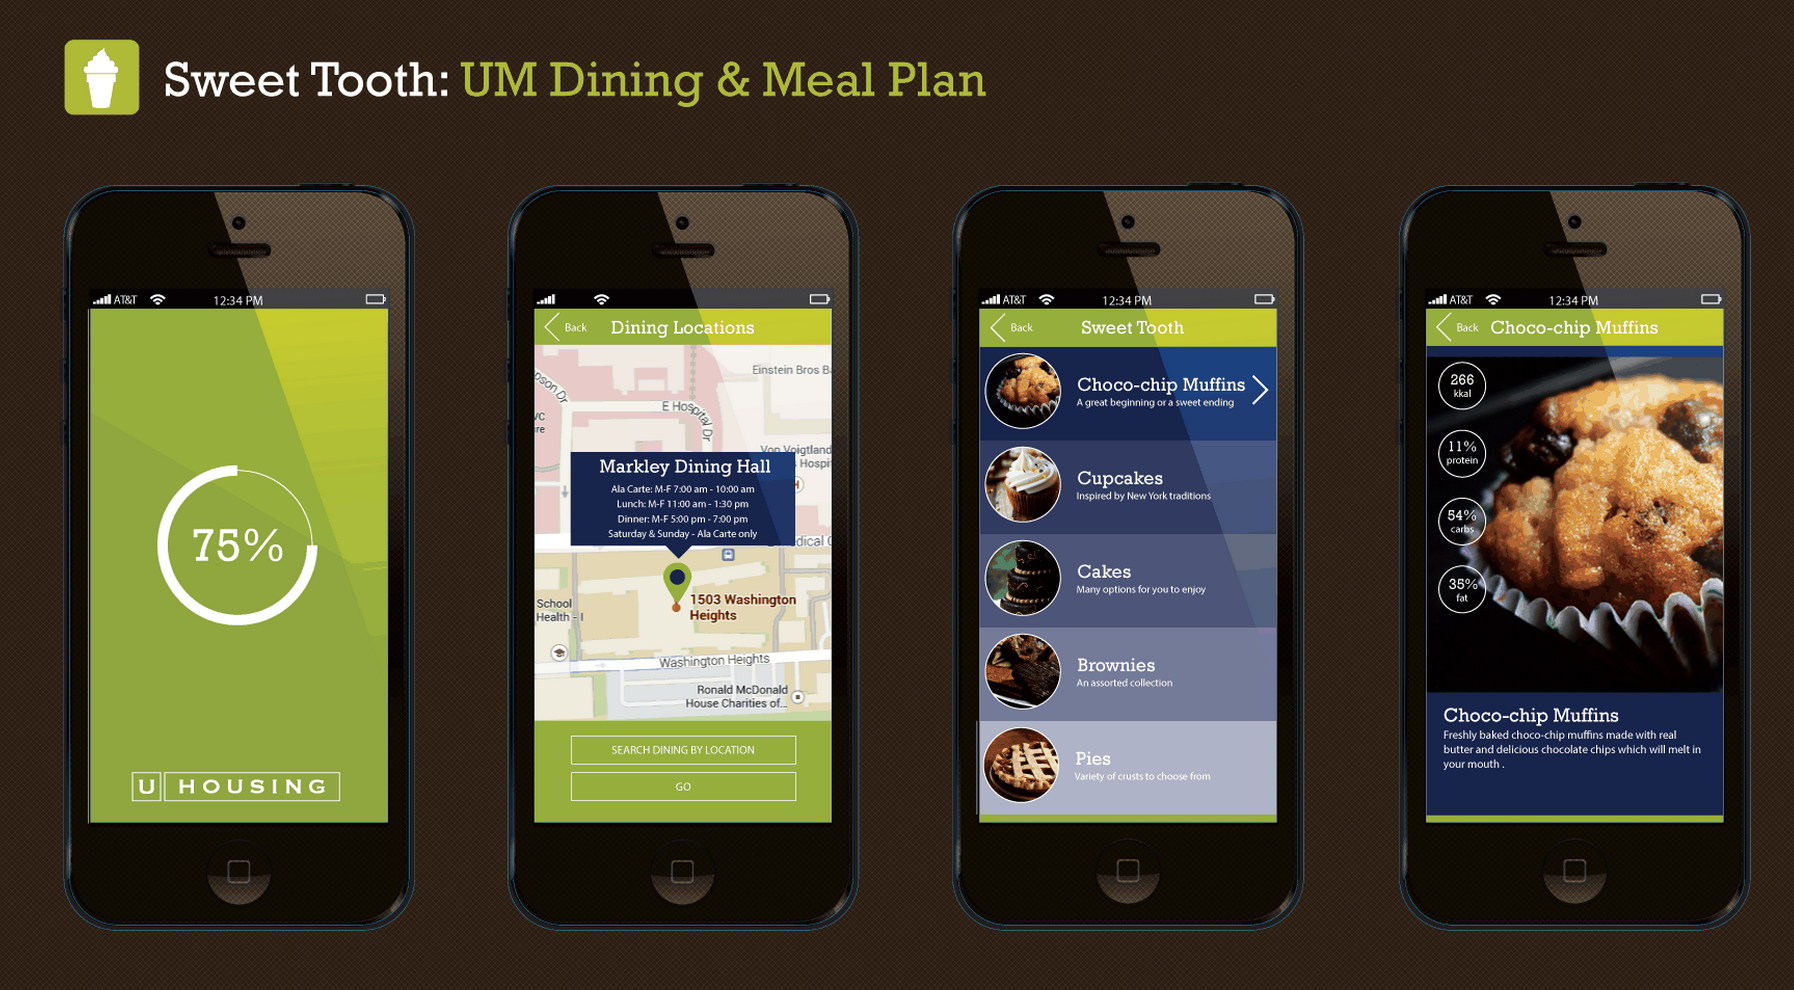 Sweet Tooth: UM Dining & Meal Plan
AT&T 12:34 PM
75%
U HOUSING
Back Dining Locations
Einstein Bros B
pson Dr
E Hospital Dr
Von Voigtland
Hospi
Markley Dining Hall
Ala Carte: M-F 7:00 am - 10:00 am
Lunch: M-F 11:00 am - 1:30 pm
Dinner: M-F 5:00 pm - 7:00 pm
Saturday & Sunday - Ala Carte only
edical C
School
Health - I
1503 Washington
Heights
Washington Heights
Ronald McDonald
House Charities of...
SEARCH DINING BY LOCATION
GO
AT&T 12:34 PM
Back Sweet Tooth
Choco-chip Muffins
A great beginning or a sweet ending
Cupcakes
Inspired by New York traditions
Cakes
Many options for you to enjoy
Brownies
An assorted collection
Pies
Variety of crusts to choose from
AT&T 12:34 PM
Back Choco-chip Muffins
266
kkal
11%
protein
54%
carbs
35%
fat
Choco-chip Muffins
Freshly baked choco-chip muffins made with real
butter and delicious chocolate chips which will melt in
your mouth .